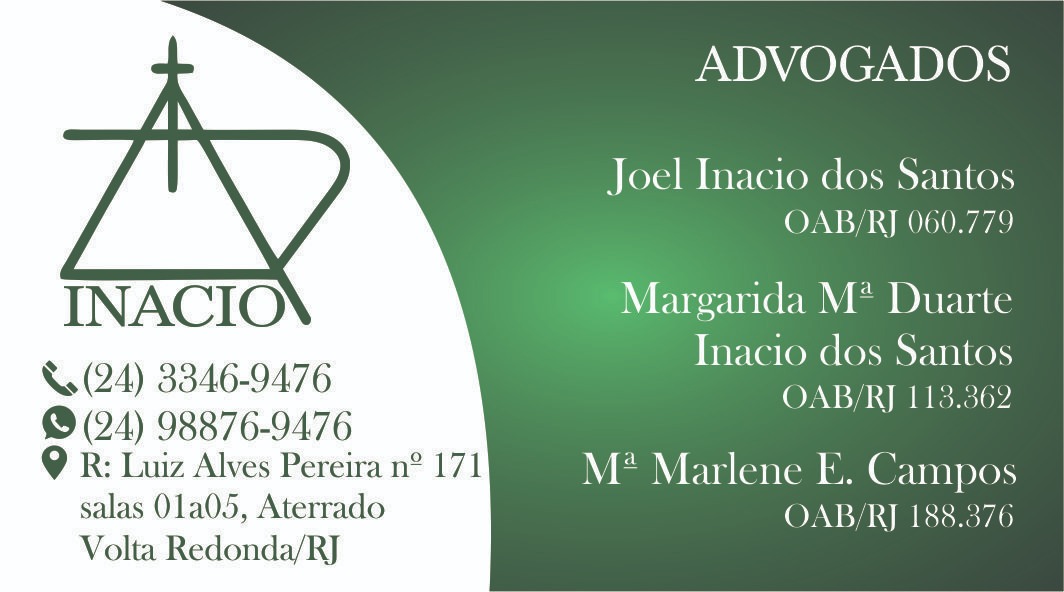 INACIO
(24) 3346-9476
(24) 98876-9476
R: Luiz Alves Pereira nº 171
salas 01a05, Aterrado
Volta Redonda/RJ
ADVOGADOS
Joel Inacio dos Santos
OAB/RJ 060.779
Margarida Mª Duarte
Inacio dos Santos
OAB/RJ 113.362
Mª Marlene E. Campos
OAB/RJ 188.376